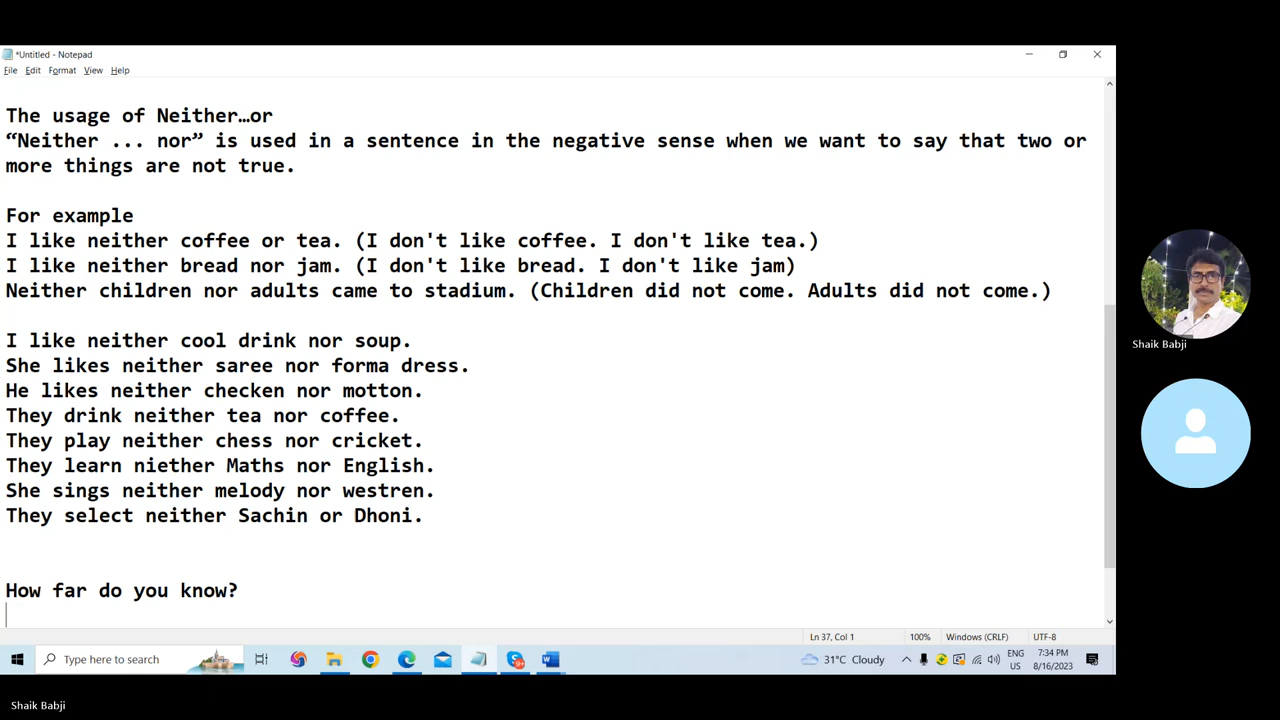 *Untitled - Notepad
File Edit Format View Help
The usage of Neither…or
“Neither ... nor” is used in a sentence in the negative sense when we want to say that two or
more things are not true.
For example
I like neither coffee or tea. (I don't like coffee. I don't like tea.)
I like neither bread nor jam. (I don't like bread. I don't like jam)
Neither children nor adults came to stadium. (Children did not come. Adults did not come.)
I like neither cool drink nor soup.
She likes neither saree nor forma dress.
He likes neither checken nor motton.
They drink neither tea nor coffee.
They play neither chess nor cricket.
They learn niether Maths nor English.
She sings neither melody nor westren.
They select neither Sachin or Dhoni.
How far do you know?
Shaik Babji
Ln 37, Col 1 100% Windows (CRLF) UTF-8
Type here to search 31°C Cloudy ENG US 7:34 PM 8/16/2023
Shaik Babji